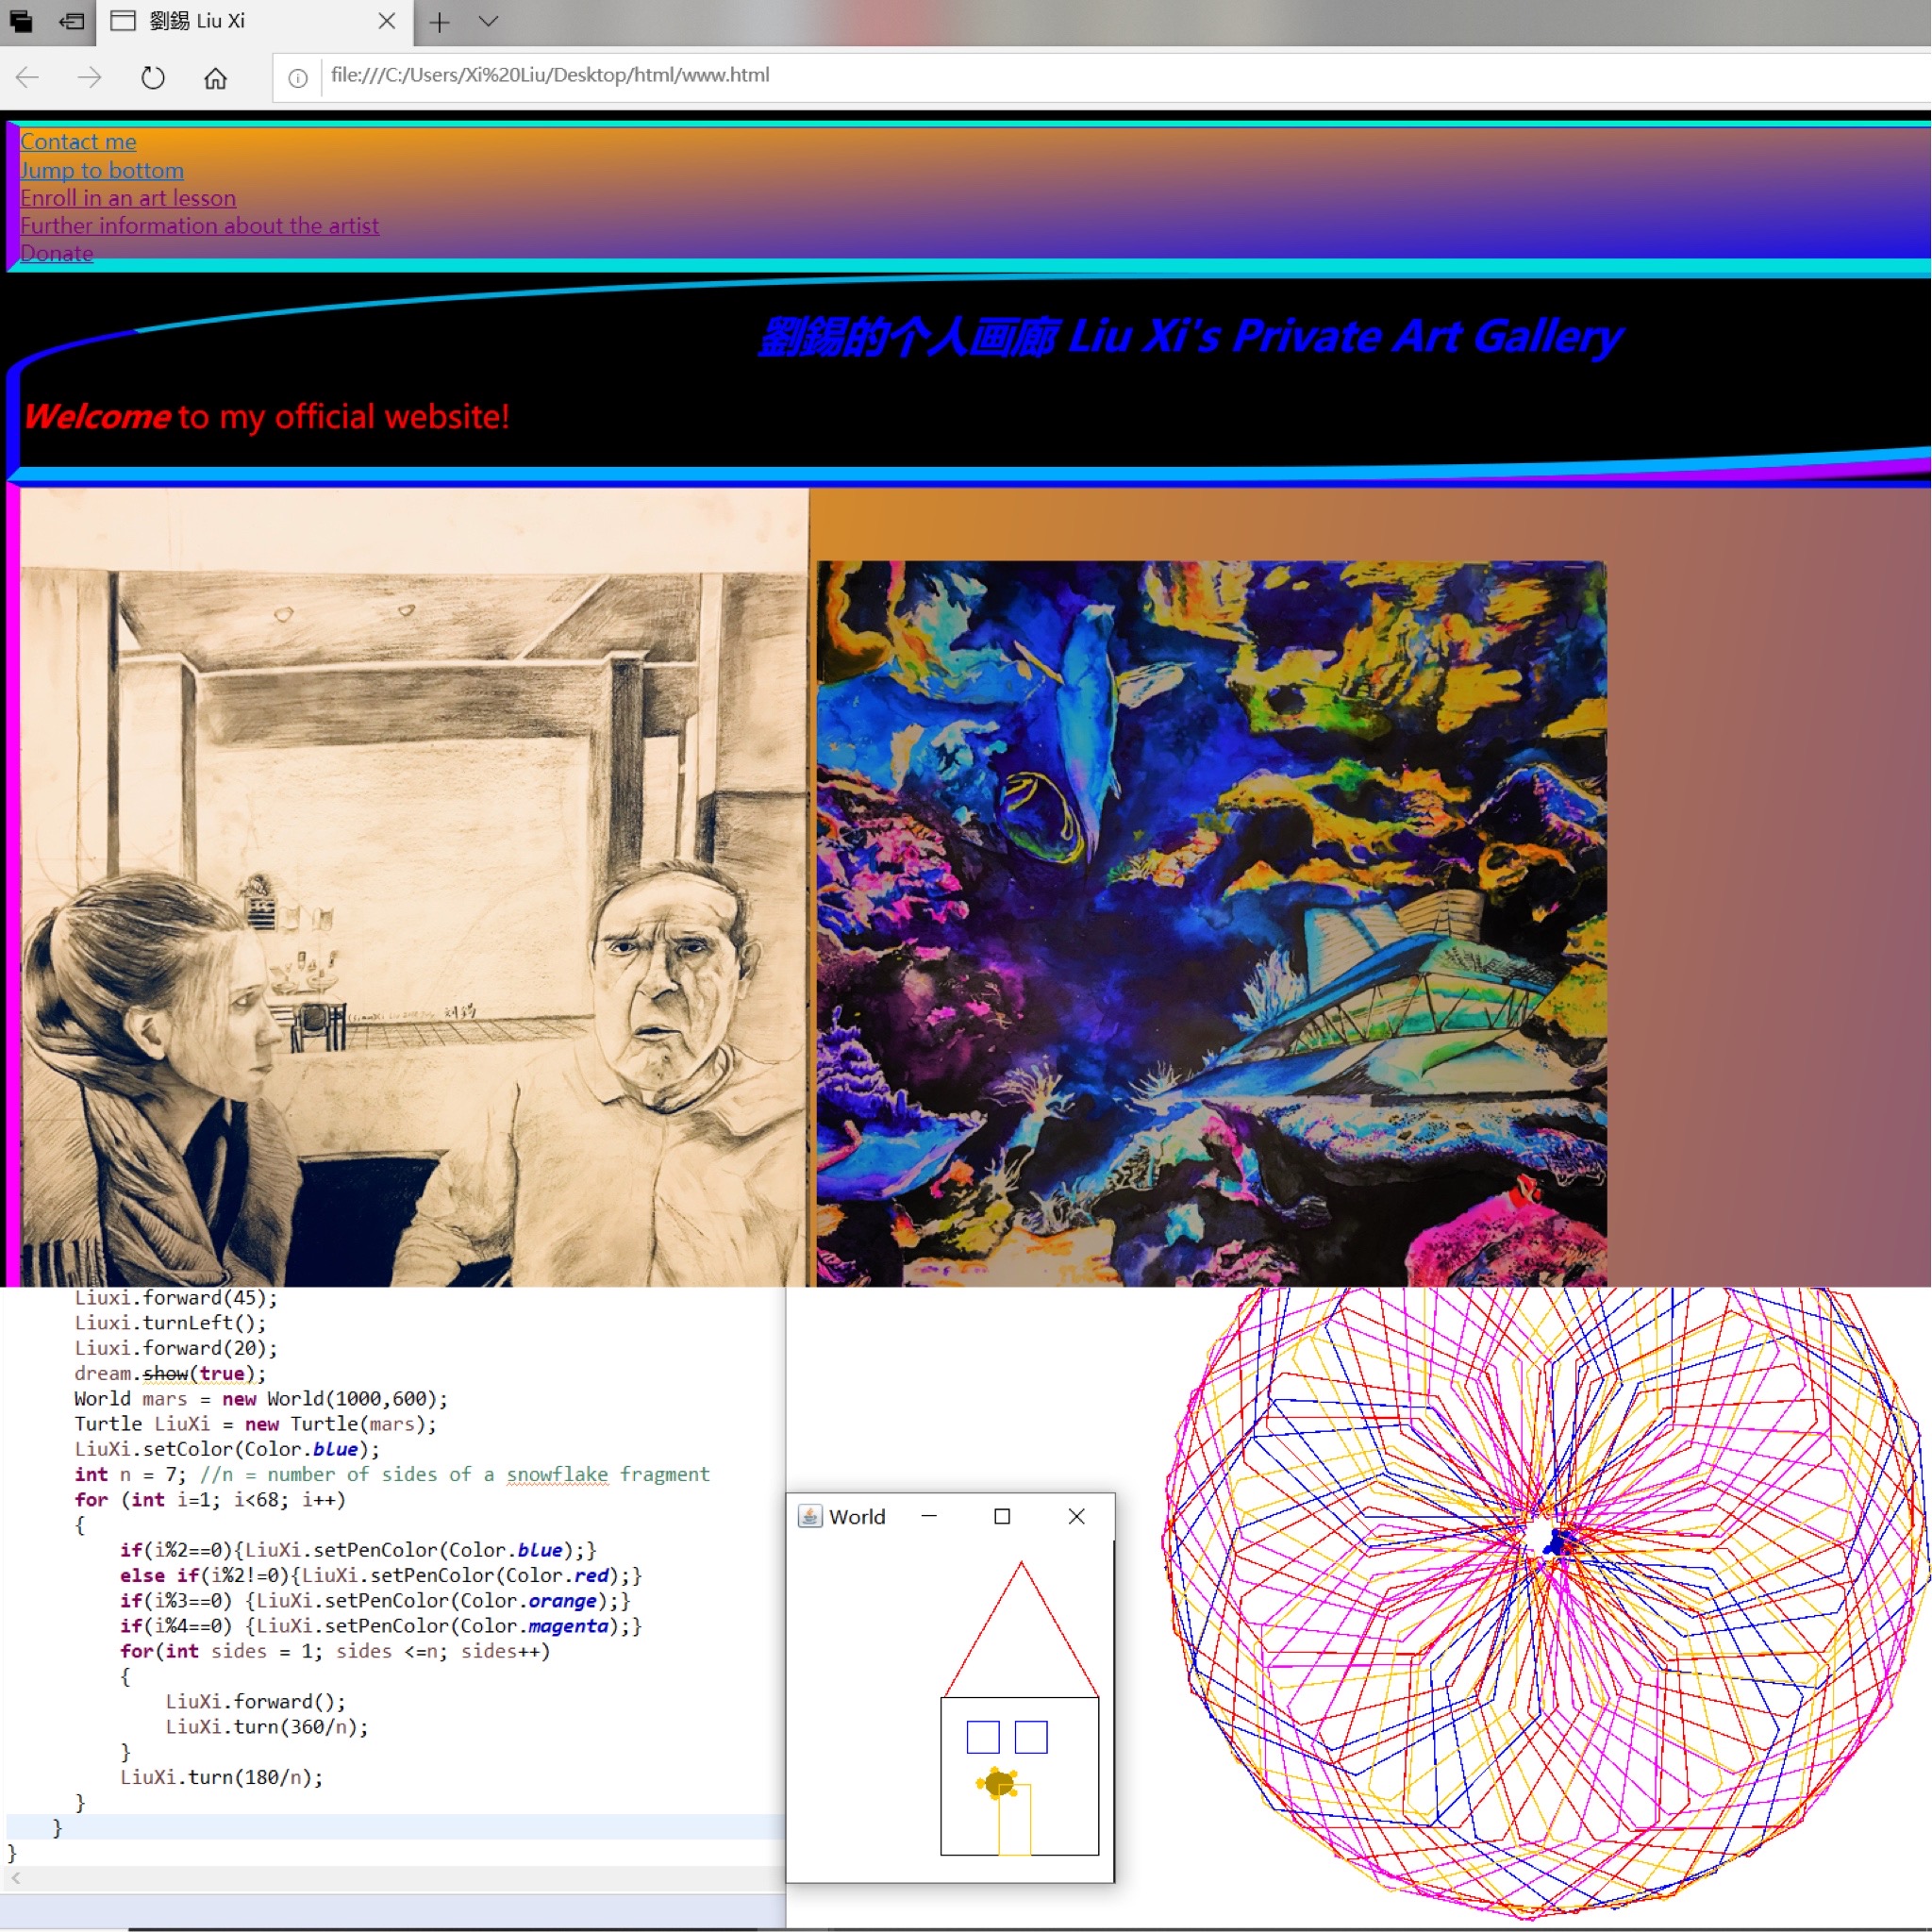 劉錫 Liu Xi
file:///C:/Users/Xi%20Liu/Desktop/html/www.html
Contact me
Jump to bottom
Enroll in an art lesson
Further information about the artist
Donate
劉錫的个人画廊 Liu Xi's Private Art Gallery
Welcome to my official website!
刘錫
Liuxi.forward(45);
Liuxi.turnLeft();
Liuxi.forward(20);
dream.show(true);
World mars = new World(1000,600);
Turtle LiuXi = new Turtle(mars);
LiuXi.setColor(Color.blue);
int n = 7; //n = number of sides of a snowflake fragment
for (int i=1; i<68; i++)
{
if(i%2==0){LiuXi.setPenColor(Color.blue);}
else if(i%2!=0){LiuXi.setPenColor(Color.red);}
if(i%3==0) {LiuXi.setPenColor(Color.orange);}
if(i%4==0) {LiuXi.setPenColor(Color.magenta);}
for(int sides = 1; sides <=n; sides++)
{
LiuXi.forward();
LiuXi.turn(360/n);
}
LiuXi.turn(180/n);
}
}
}
World